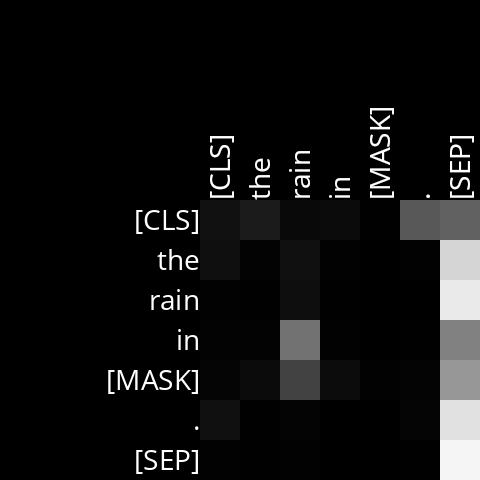 [CLS] the rain in [MASK] . [SEP]
[CLS]
the
rain
in
[MASK]
.
[SEP]